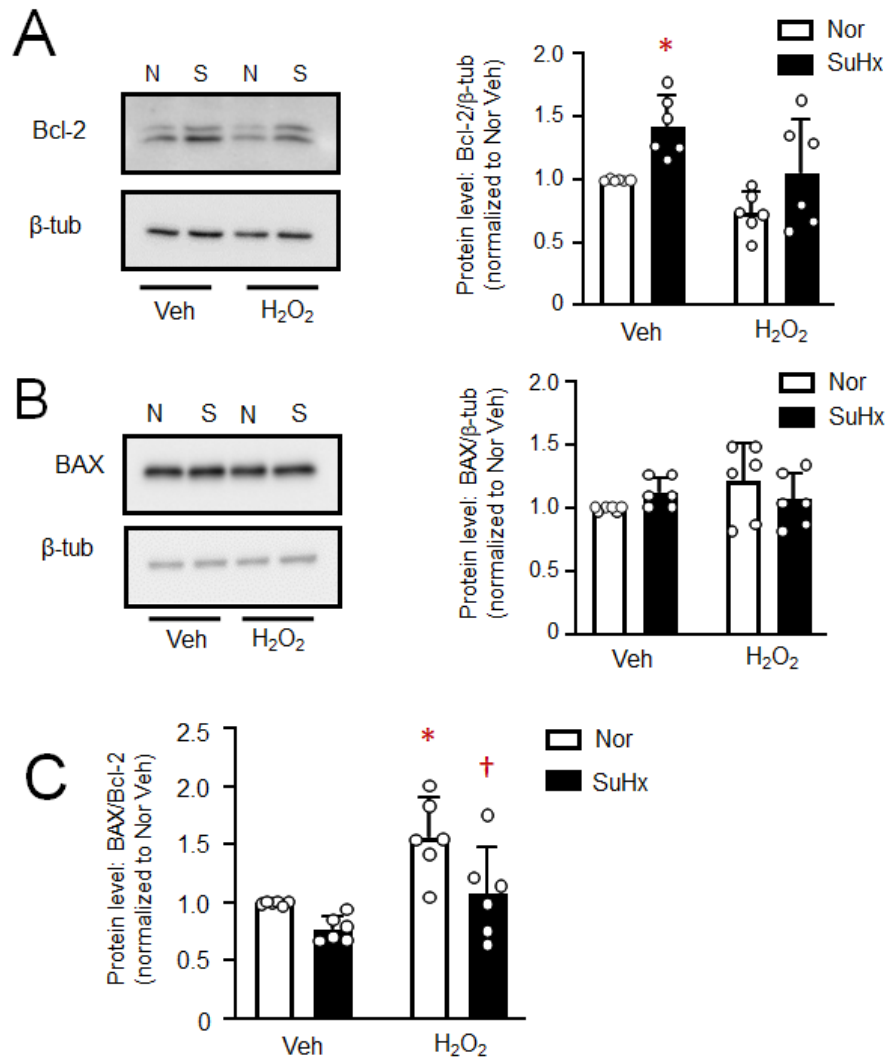 A
N S N S
Bcl-2
β-tub
Veh H₂O₂
Protein level: Bcl-2/β-tub
(normalized to Nor Veh)
2.0
1.5
1.0
0.5
0
*
Nor
SuHx
Veh H₂O₂
B
N S N S
BAX
β-tub
Veh H₂O₂
Protein level: BAX/β-tub
(normalized to Nor Veh)
2.0
1.5
1.0
0.5
0
Nor
SuHx
Veh H₂O₂
C
Protein level: BAX/Bcl-2
(normalized to Nor Veh)
2.5
2.0
1.5
1.0
0.5
0
*
†
Nor
SuHx
Veh H₂O₂